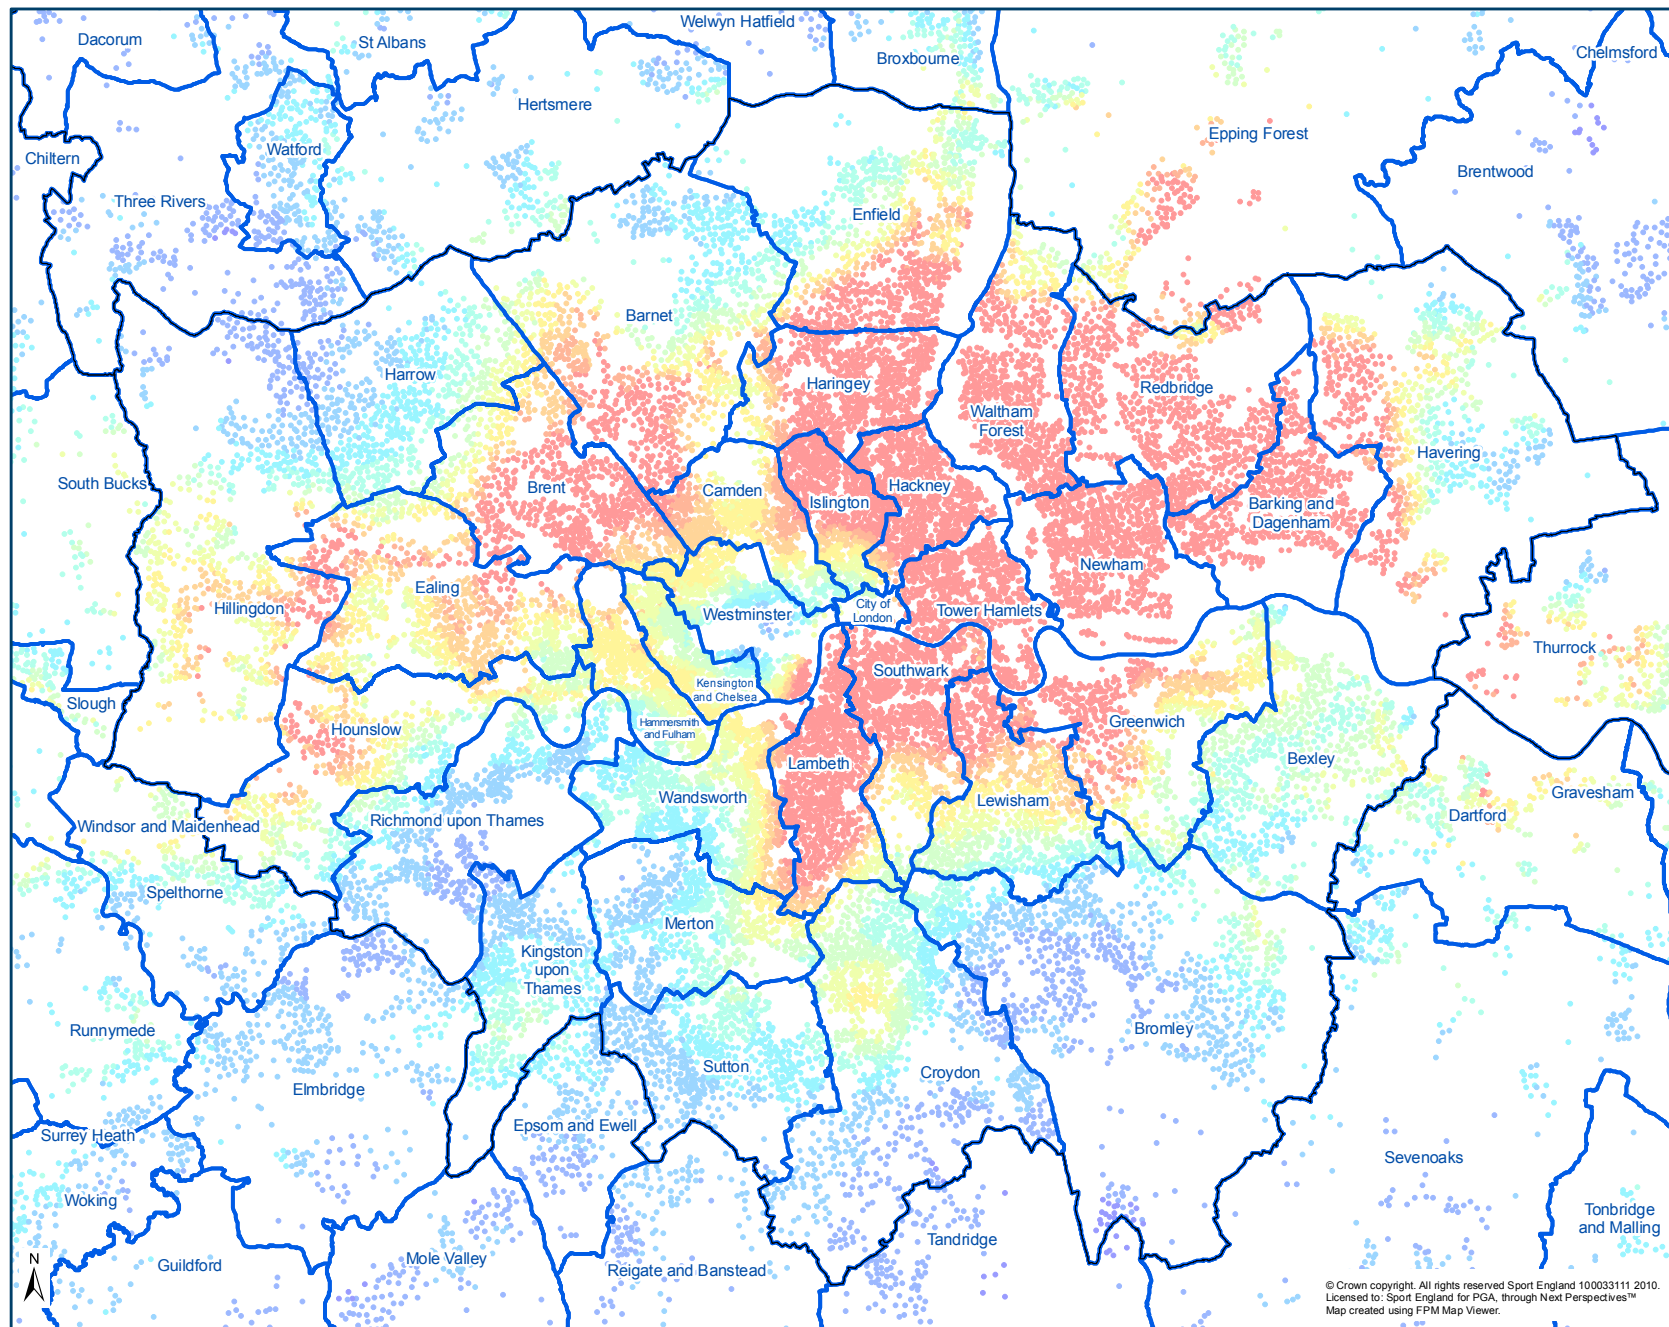 Welwyn Hatfield
Dacorum
St Albans
Broxbourne
Chelmsford
Hertsmere
Epping Forest
Watford
Chiltern
Brentwood
Three Rivers
Enfield
Barnet
Harrow
Haringey
Redbridge
Waltham
Forest
Havering
South Bucks
Brent
Camden
Hackney
Islington
Barking and
Dagenham
Newham
Ealing
Hillingdon
Westminster
City of
London
Tower Hamlets
Thurrock
Southwark
Kensington
and Chelsea
Slough
Hounslow
Hammersmith
and Fulham
Greenwich
Bexley
Lambeth
Wandsworth
Lewisham
Gravesham
Dartford
Richmond upon Thames
Windsor and Maidenhead
Spelthorne
Merton
Kingston
upon
Thames
Runnymede
Bromley
Sutton
Croydon
Elmbridge
Epsom and Ewell
Surrey Heath
Sevenoaks
Woking
Tonbridge
and Malling
Tandridge
Mole Valley
Guildford
Reigate and Banstead
N
© Crown copyright. All rights reserved Sport England 100033111 2010.
Licensed to: Sport England for PGA, through Next Perspectives™
Map created using FPM Map Viewer.